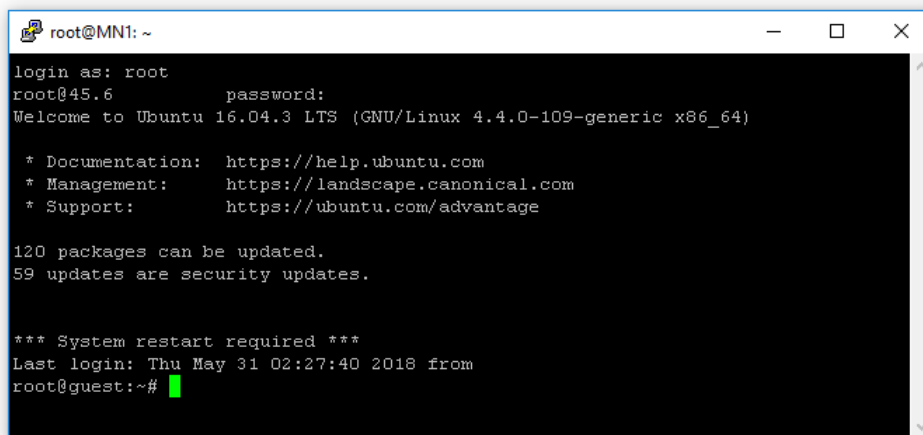 root@MN1: ~
login as: root
root@45.6 password:
Welcome to Ubuntu 16.04.3 LTS (GNU/Linux 4.4.0-109-generic x86_64)
* Documentation: https://help.ubuntu.com
* Management: https://landscape.canonical.com
* Support: https://ubuntu.com/advantage
120 packages can be updated.
59 updates are security updates.
*** System restart required ***
Last login: Thu May 31 02:27:40 2018 from
root@guest:~#